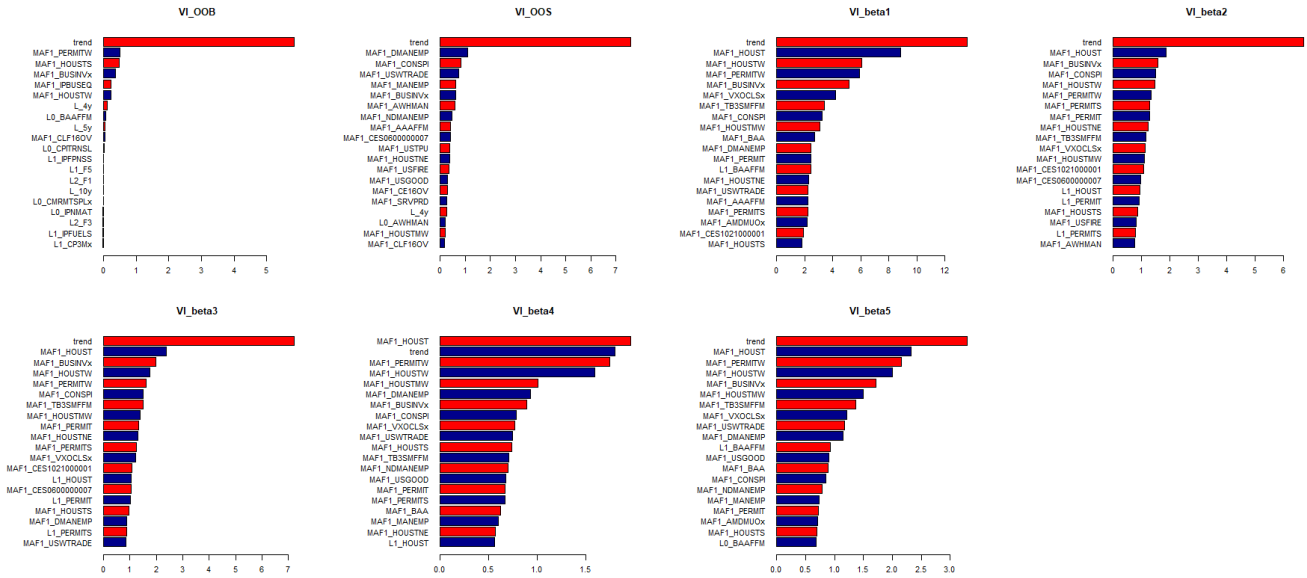 VI_OOB
trend
MAF1_PERMITW
MAF1_HOUSTS
MAF1_BUSINVx
MAF1_IPBUSEQ
MAF1_HOUSTW
L_4y
L0_BAAFFM
L_5y
MAF1_CLF16OV
L0_CPITRNSL
L1_IPFPNSS
L1_F5
L2_F1
L_10y
L0_CMRMTSPLx
L0_IPNMAT
L2_F3
L1_IPFUELS
L1_CP3Mx
0 1 2 3 4 5
VI_OOS
trend
MAF1_DMANEMP
MAF1_CONSPI
MAF1_USWTRADE
MAF1_MANEMP
MAF1_BUSINVx
MAF1_AWHMAN
MAF1_NDMANEMP
MAF1_AAAFFM
MAF1_CES0600000007
MAF1_USTPU
MAF1_HOUSTNE
MAF1_USFIRE
MAF1_USGOOD
MAF1_CE16OV
MAF1_SRVPRD
L_4y
L0_AWHMAN
MAF1_HOUSTMW
MAF1_CLF16OV
0 1 2 3 4 5 6 7
VI_beta1
trend
MAF1_HOUST
MAF1_HOUSTW
MAF1_PERMITW
MAF1_BUSINVx
MAF1_VXOCLSx
MAF1_TB3SMFFM
MAF1_CONSPI
MAF1_HOUSTMW
MAF1_BAA
MAF1_DMANEMP
MAF1_PERMIT
L1_BAAFFM
MAF1_HOUSTNE
MAF1_USWTRADE
MAF1_AAAFFM
MAF1_PERMITS
MAF1_AMDMUOx
MAF1_CES1021000001
MAF1_HOUSTS
0 2 4 6 8 10 12
VI_beta2
trend
MAF1_HOUST
MAF1_BUSINVx
MAF1_CONSPI
MAF1_HOUSTW
MAF1_PERMITW
MAF1_PERMITS
MAF1_PERMIT
MAF1_HOUSTNE
MAF1_TB3SMFFM
MAF1_VXOCLSx
MAF1_HOUSTMW
MAF1_CES1021000001
MAF1_CES0600000007
L1_HOUST
L1_PERMIT
MAF1_HOUSTS
MAF1_USFIRE
L1_PERMITS
MAF1_AWHMAN
0 1 2 3 4 5 6
VI_beta3
trend
MAF1_HOUST
MAF1_BUSINVx
MAF1_HOUSTW
MAF1_PERMITW
MAF1_CONSPI
MAF1_TB3SMFFM
MAF1_HOUSTMW
MAF1_PERMIT
MAF1_HOUSTNE
MAF1_PERMITS
MAF1_VXOCLSx
MAF1_CES1021000001
L1_HOUST
MAF1_CES0600000007
L1_PERMIT
MAF1_HOUSTS
MAF1_DMANEMP
L1_PERMITS
MAF1_USWTRADE
0 1 2 3 4 5 6 7
VI_beta4
MAF1_HOUST
trend
MAF1_PERMITW
MAF1_HOUSTW
MAF1_HOUSTMW
MAF1_DMANEMP
MAF1_BUSINVx
MAF1_CONSPI
MAF1_VXOCLSx
MAF1_USWTRADE
MAF1_HOUSTS
MAF1_TB3SMFFM
MAF1_NDMANEMP
MAF1_USGOOD
MAF1_PERMIT
MAF1_PERMITS
MAF1_BAA
MAF1_MANEMP
MAF1_HOUSTNE
L1_HOUST
0.0 0.5 1.0 1.5
VI_beta5
trend
MAF1_HOUST
MAF1_PERMITW
MAF1_HOUSTW
MAF1_BUSINVx
MAF1_HOUSTMW
MAF1_TB3SMFFM
MAF1_VXOCLSx
MAF1_USWTRADE
MAF1_DMANEMP
L1_BAAFFM
MAF1_USGOOD
MAF1_BAA
MAF1_CONSPI
MAF1_NDMANEMP
MAF1_MANEMP
MAF1_PERMIT
MAF1_AMDMUOx
MAF1_HOUSTS
L0_BAAFFM
0.0 0.5 1.0 1.5 2.0 2.5 3.0